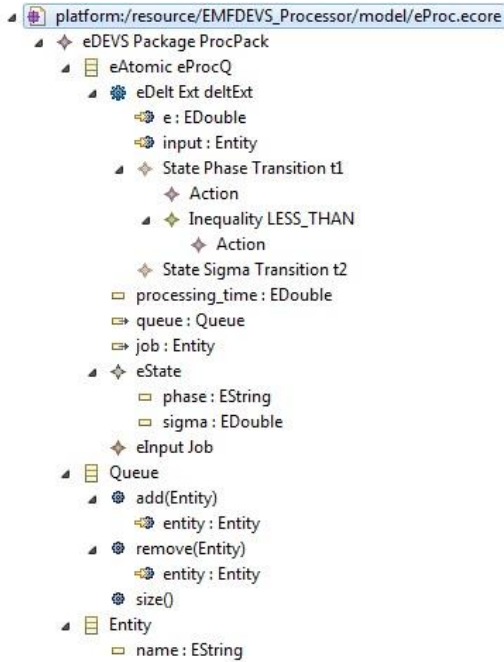 platform:/resource/EMFDEVS_Processor/model/eProc.ecore
eDEVS Package ProcPack
eAtomic eProcQ
eDelt Ext deltExt
e : EDouble
input : Entity
State Phase Transition t1
Action
Inequality LESS_THAN
Action
State Sigma Transition t2
processing_time : EDouble
queue : Queue
job : Entity
eState
phase : EString
sigma : EDouble
eInput Job
Queue
add(Entity)
entity : Entity
remove(Entity)
entity : Entity
size()
Entity
name : EString